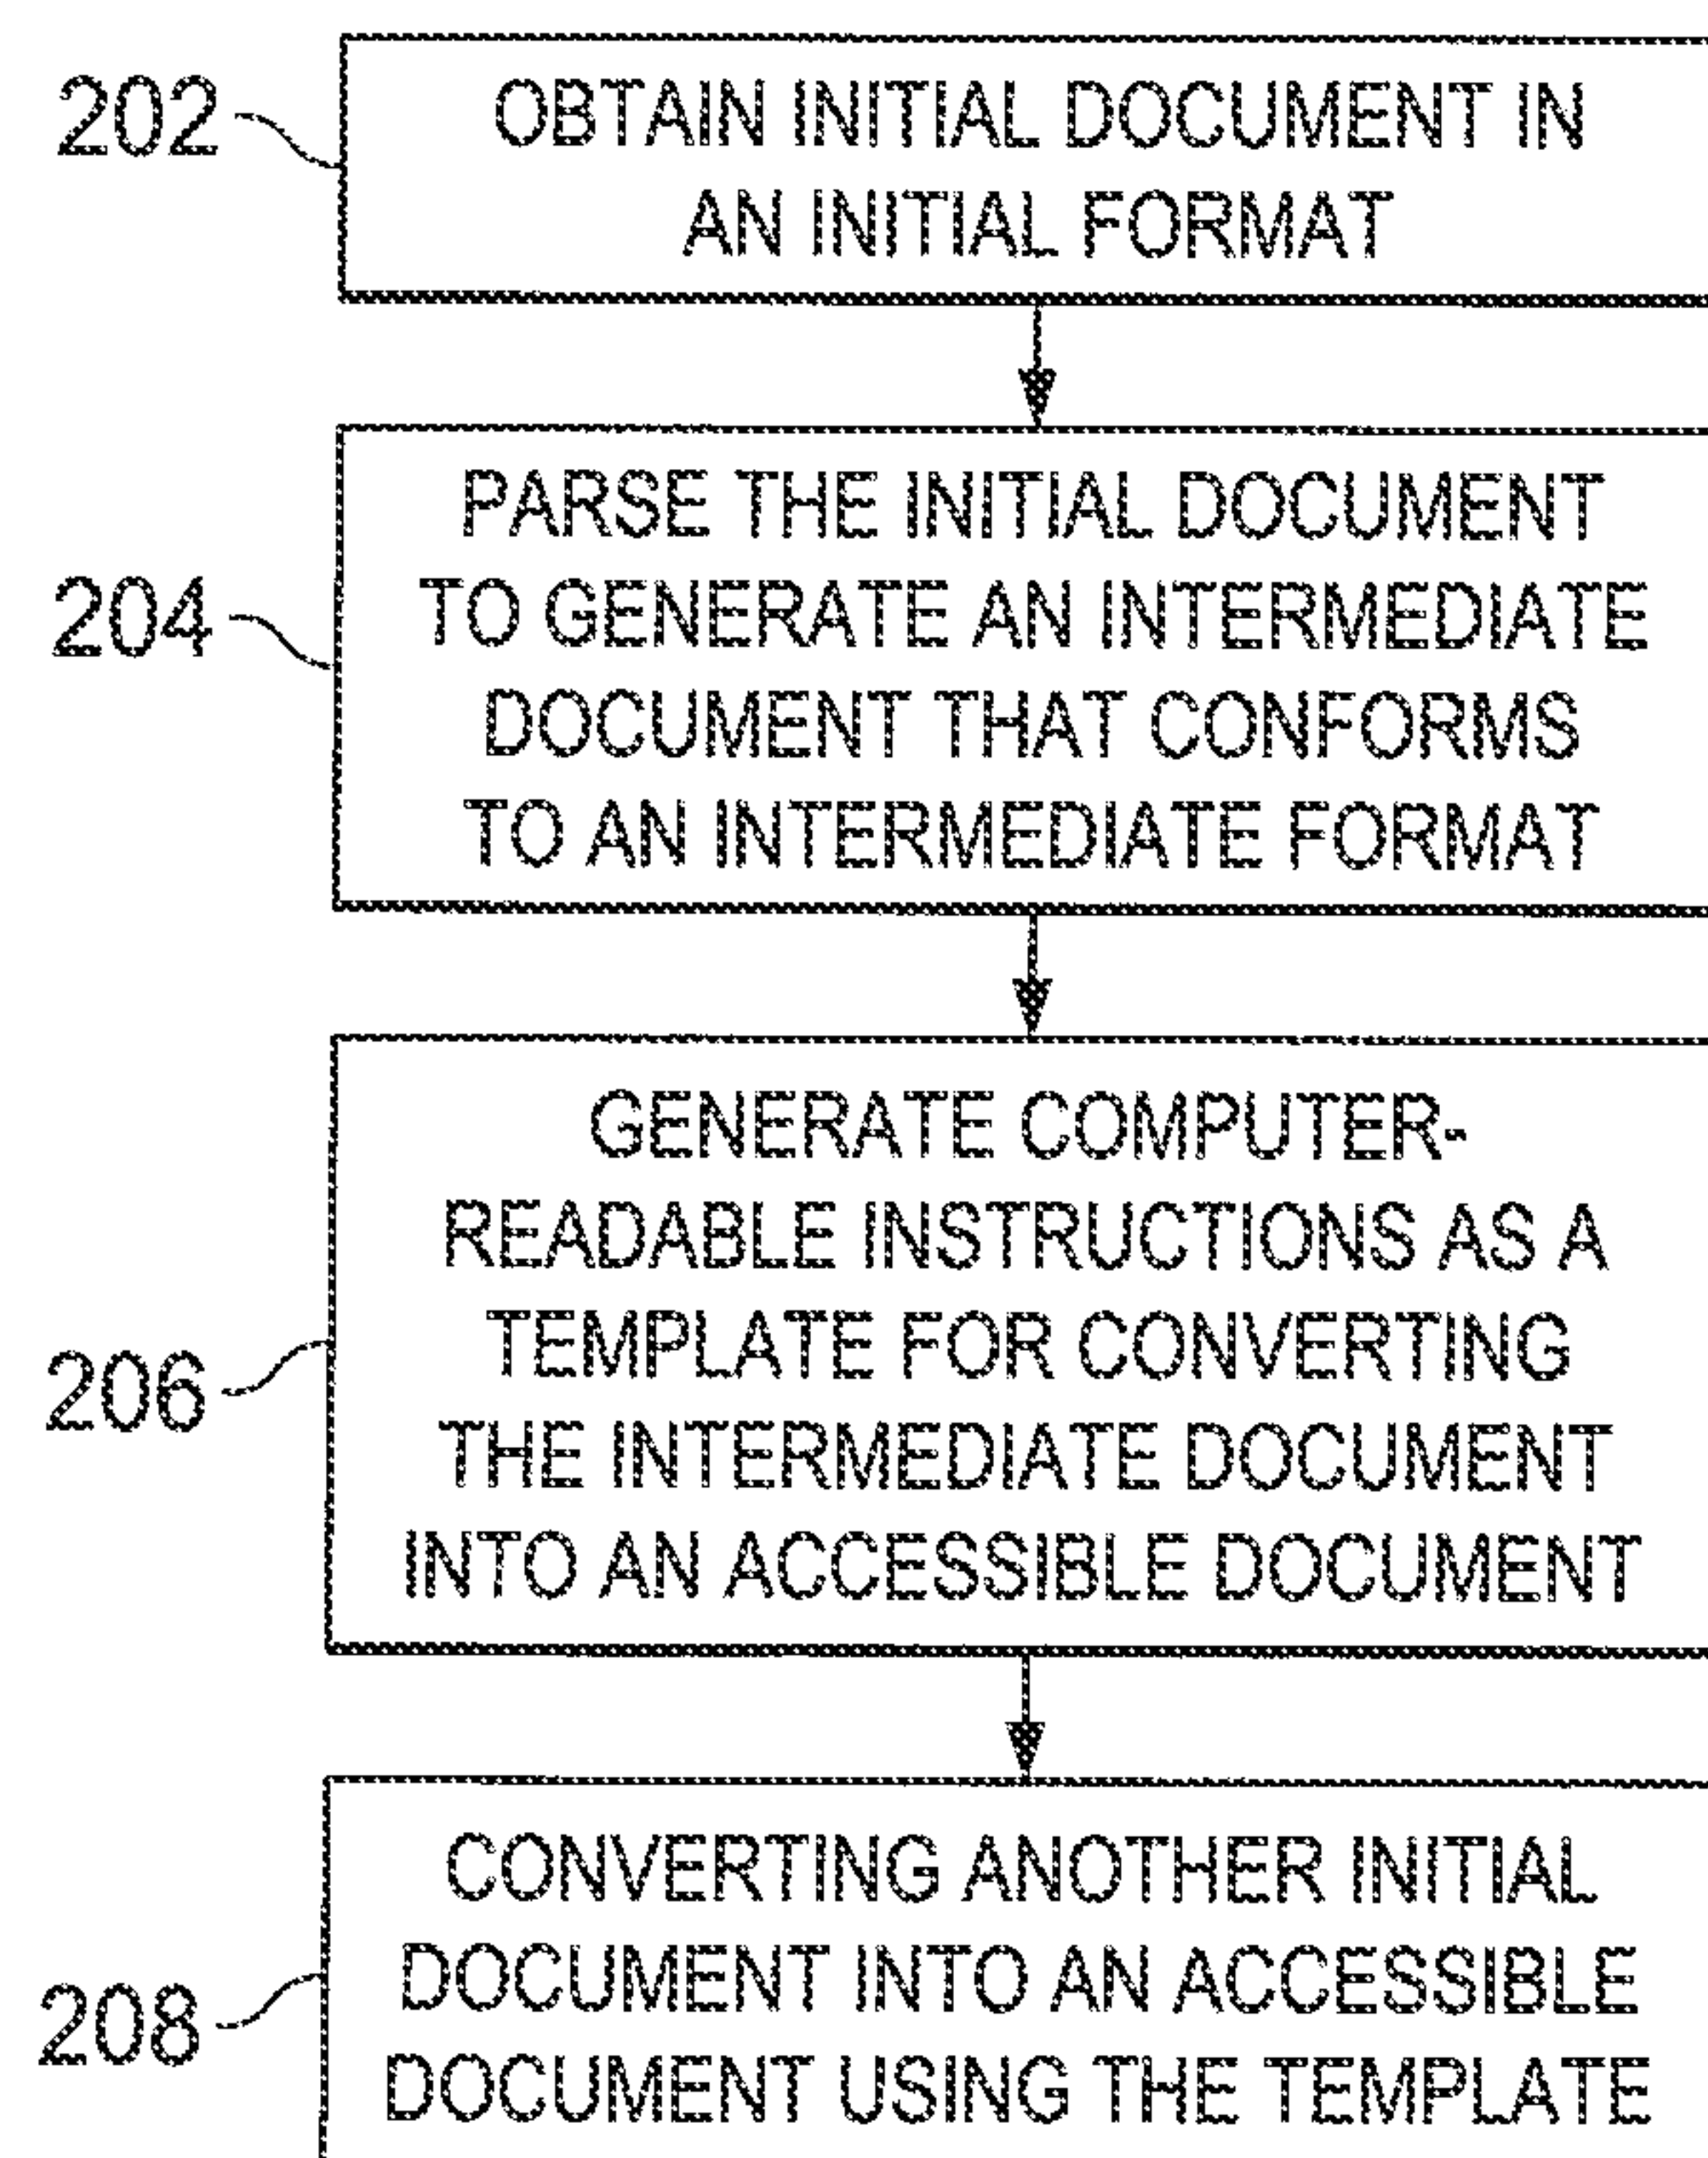 202
OBTAIN INITIAL DOCUMENT IN
AN INITIAL FORMAT
PARSE THE INITIAL DOCUMENT
204
TO GENERATE AN INTERMEDIATE
DOCUMENT THAT CONFORMS
TO AN INTERMEDIATE FORMAT
GENERATE COMPUTER-
READABLE INSTRUCTIONS AS A
206
TEMPLATE FOR CONVERTING
THE INTERMEDIATE DOCUMENT
INTO AN ACCESSIBLE DOCUMENT
CONVERTING ANOTHER INITIAL
208
DOCUMENT INTO AN ACCESSIBLE
DOCUMENT USING THE TEMPLATE